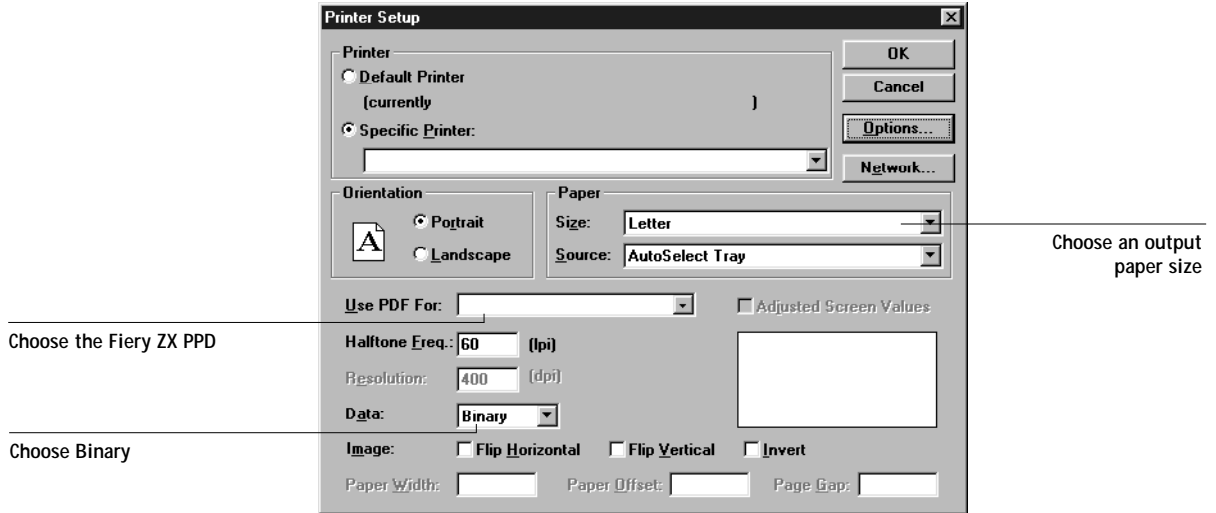 Printer Setup
Printer
Default Printer
(currently )
Specific Printer:
OK
Cancel
Options...
Network...
Orientation
A
Portrait
Landscape
Paper
Size: Letter
Source: AutoSelect Tray
Choose an output
paper size
Use PDF For:
Adjusted Screen Values
Choose the Fiery ZX PPD
Halftone Freq.: 60 (lpi)
Resolution: 400 (dpi)
Data: Binary
Choose Binary
Image: Flip Horizontal Flip Vertical Invert
Paper Width: Paper Offset: Page Gap: